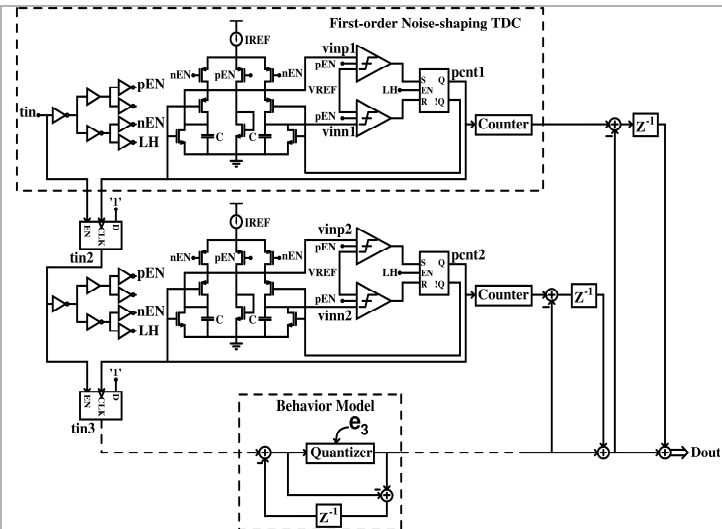 First-order Noise-shaping TDC
IREF
vinp1
pEN
nEN
pEN
nEN
pEN
pcnt1
VREF
LH
S Q
EN
R !Q
tin
nEN
LH
C
C
pEN
vinn1
Counter
+
−
Z-1
'1'
D
EN
CLK
tin2
IREF
vinp2
pEN
nEN
pEN
nEN
pEN
pcnt2
VREF
LH
S Q
EN
R !Q
nEN
LH
C
C
pEN
vinn2
Counter
+
−
Z-1
'1'
D
EN
CLK
tin3
Behavior Model
e3
+
−
Quantizer
−
+
Z-1
+
+
Dout